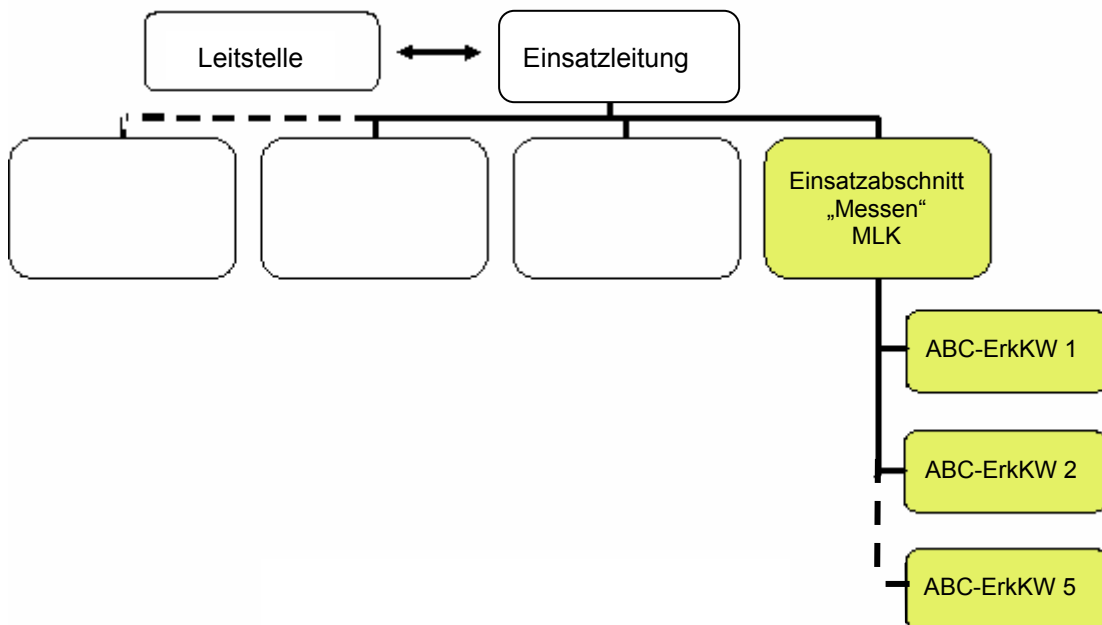 Leitstelle
Einsatzleitung
Einsatzabschnitt
„Messen“
MLK
ABC-ErkKW 1
ABC-ErkKW 2
ABC-ErkKW 5